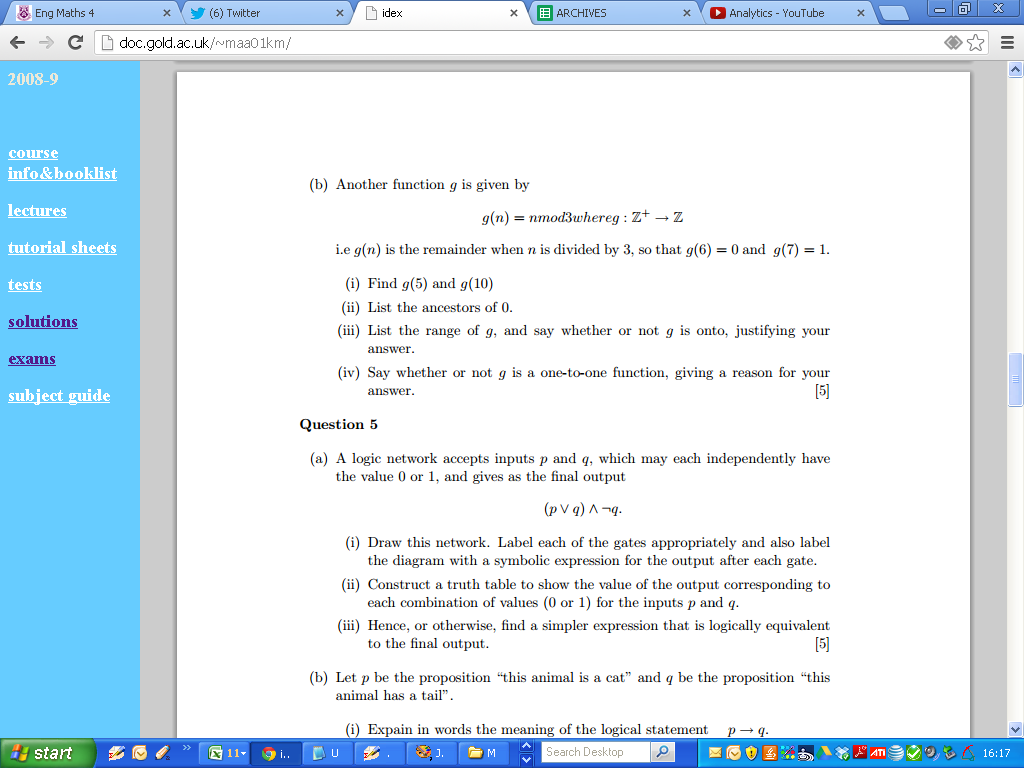 Eng Maths 4
(6) Twitter
idex
ARCHIVES
Analytics - YouTube
doc.gold.ac.uk/~maa01km/
2008-9
course
info&booklist
lectures
tutorial sheets
tests
solutions
exams
subject guide
(b) Another function g is given by
g(n) = nmod3whereg : ℤ⁺ → ℤ
i.e g(n) is the remainder when n is divided by 3, so that g(6) = 0 and g(7) = 1.
(i) Find g(5) and g(10)
(ii) List the ancestors of 0.
(iii) List the range of g, and say whether or not g is onto, justifying your
answer.
(iv) Say whether or not g is a one-to-one function, giving a reason for your
answer. [5]
Question 5
(a) A logic network accepts inputs p and q, which may each independently have
the value 0 or 1, and gives as the final output
(p ∨ q) ∧ ¬q.
(i) Draw this network. Label each of the gates appropriately and also label
the diagram with a symbolic expression for the output after each gate.
(ii) Construct a truth table to show the value of the output corresponding to
each combination of values (0 or 1) for the inputs p and q.
(iii) Hence, or otherwise, find a simpler expression that is logically equivalent
to the final output. [5]
(b) Let p be the proposition “this animal is a cat” and q be the proposition “this
animal has a tail”.
(i) Expain in words the meaning of the logical statement p → q.
start
11
i..
U
J.
M
Search Desktop
ATI
16:17